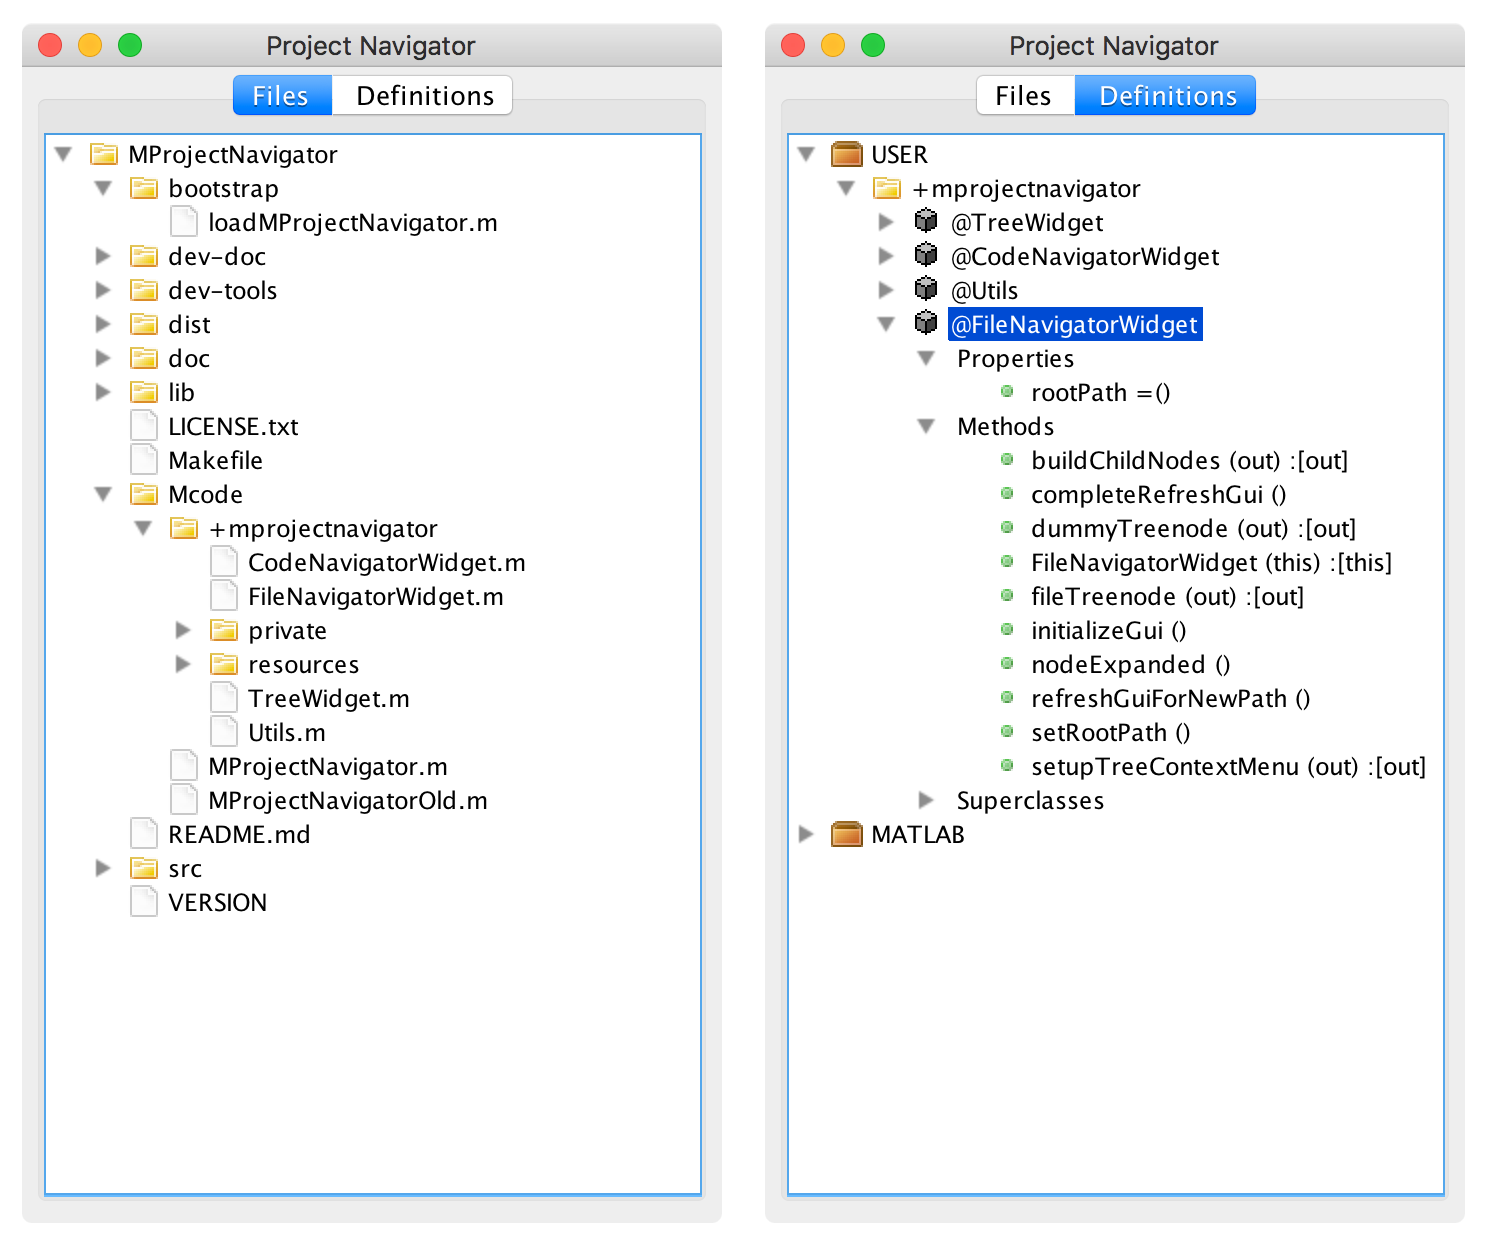 Project Navigator
Files
Definitions
MProjectNavigator
bootstrap
loadMProjectNavigator.m
dev-doc
dev-tools
dist
doc
lib
LICENSE.txt
Makefile
Mcode
+mprojectnavigator
CodeNavigatorWidget.m
FileNavigatorWidget.m
private
resources
TreeWidget.m
Utils.m
MProjectNavigator.m
MProjectNavigatorOld.m
README.md
src
VERSION
Project Navigator
Files
Definitions
USER
+mprojectnavigator
@TreeWidget
@CodeNavigatorWidget
@Utils
@FileNavigatorWidget
Properties
rootPath =()
Methods
buildChildNodes (out) :[out]
completeRefreshGui ()
dummyTreenode (out) :[out]
FileNavigatorWidget (this) :[this]
fileTreenode (out) :[out]
initializeGui ()
nodeExpanded ()
refreshGuiForNewPath ()
setRootPath ()
setupTreeContextMenu (out) :[out]
Superclasses
MATLAB